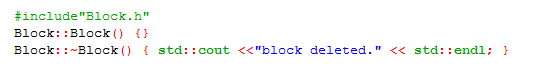 #include"Block.h"
Block::Block() {}
Block::~Block() { std::cout <<"block deleted." << std::endl; }